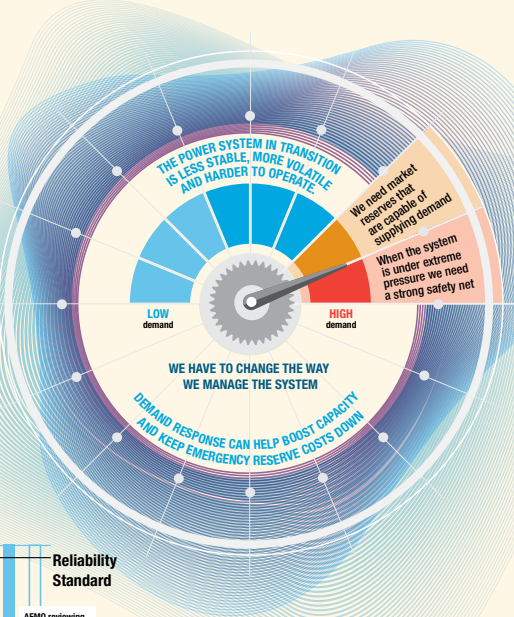 THE POWER SYSTEM IN TRANSITION
IS LESS STABLE, MORE VOLATILE
AND HARDER TO OPERATE.
We need market
reserves that
are capable of
supplying demand
When the system
is under extreme
pressure we need
a strong safety net
LOW
demand
HIGH
demand
WE HAVE TO CHANGE THE WAY
WE MANAGE THE SYSTEM
DEMAND RESPONSE CAN HELP BOOST CAPACITY
AND KEEP EMERGENCY RESERVE COSTS DOWN
Reliability
Standard
AEMO reviewing